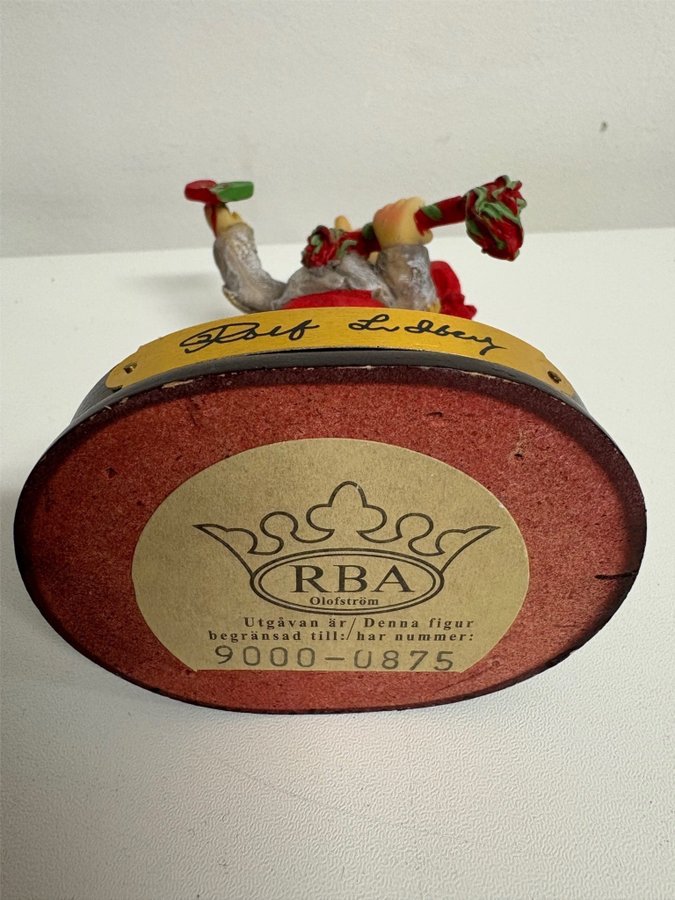 Rolf Lidberg
RBA
Olofström
Utgåvan är/ Denna figur
begränsad till:/har nummer:
9000-0875